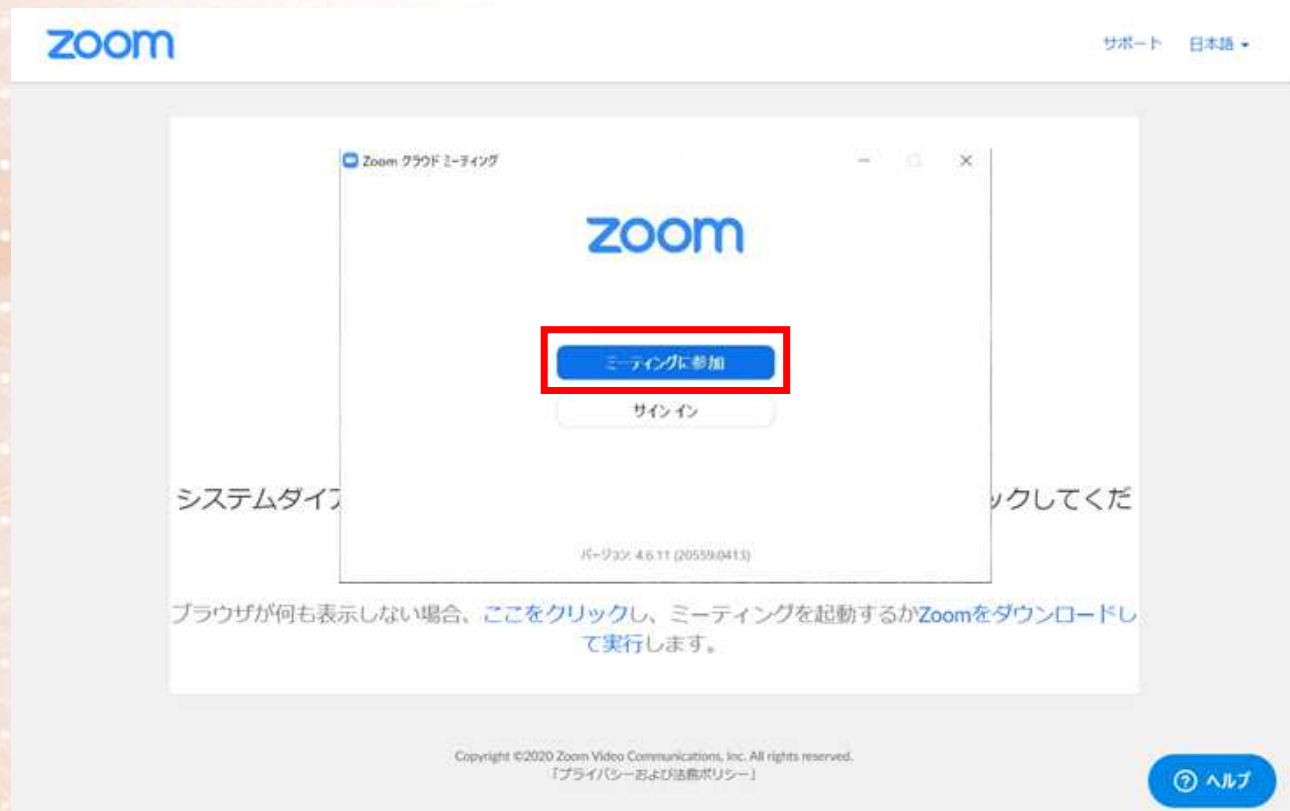 zoom
サポート 日本語
Zoom クラウド ミーティング
zoom
ミーティングに参加
サインイン
システムダイア
ックしてくだ
バージョン: 4.6.11 (20559.0413)
ブラウザが何も表示しない場合、ここをクリックし、ミーティングを起動するかZoomをダウンロードし
て実行します。
Copyright ©2020 Zoom Video Communications, Inc. All rights reserved.
「プライバシーおよび法務ポリシー」
ヘルプ